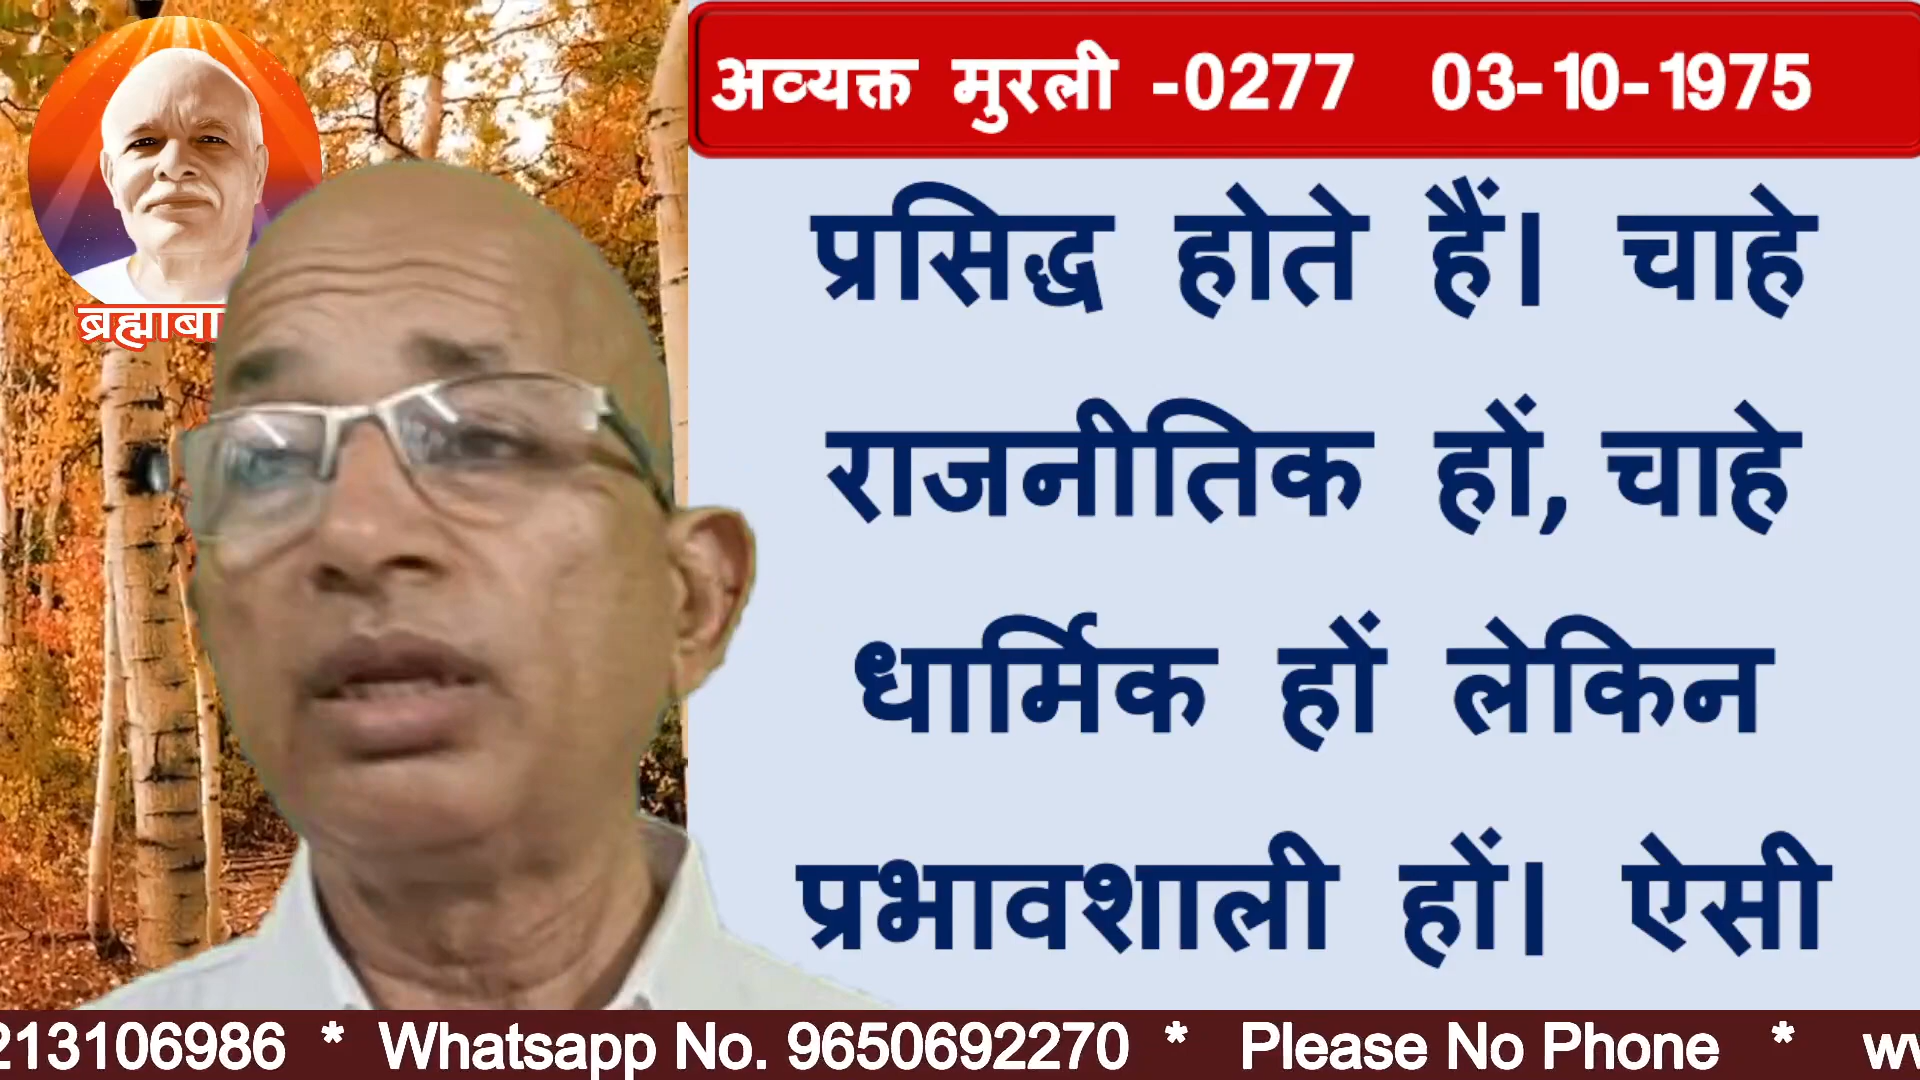 अव्यक्त मुरली -0277 03-10-1975
ब्रह्माबा
प्रसिद्ध होते हैं। चाहे
राजनीतिक हों, चाहे
धार्मिक हों लेकिन
प्रभावशाली हों। ऐसी
213106986 * Whatsapp No. 9650692270 * Please No Phone *